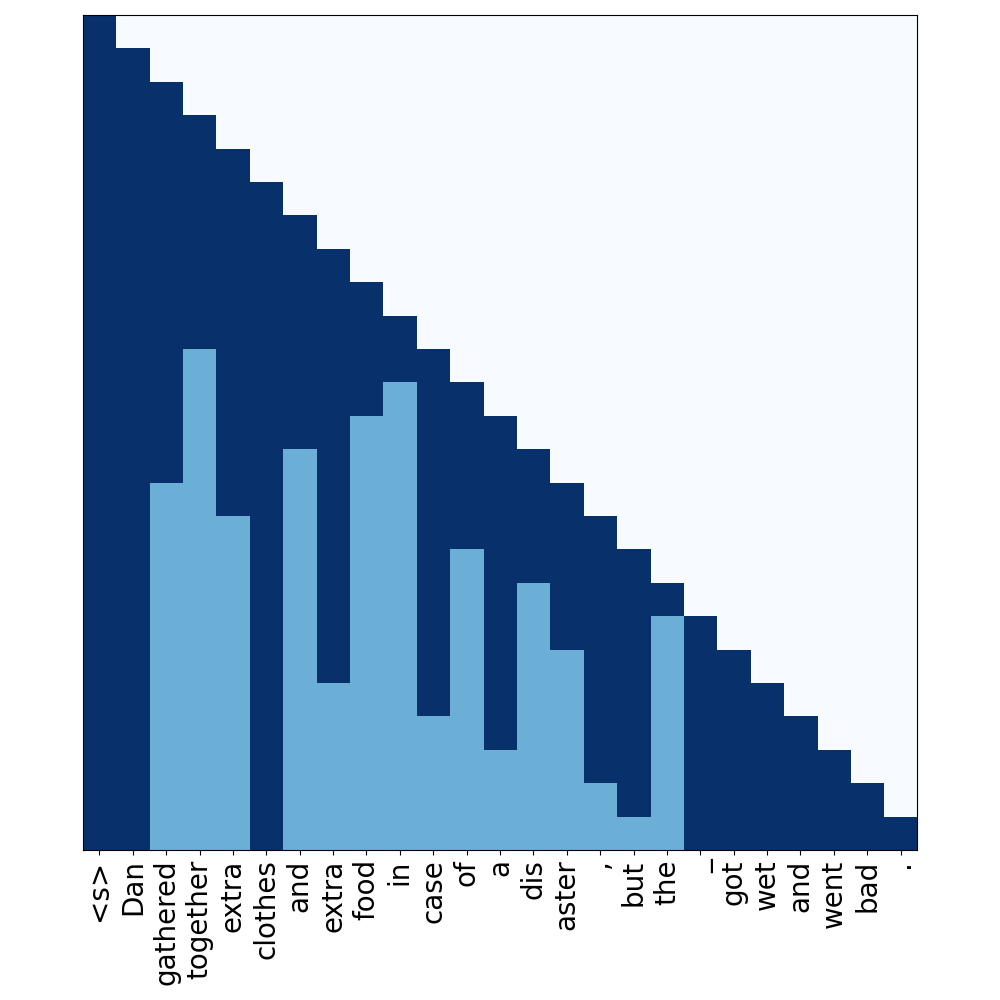 <s> Dan gathered together extra clothes and extra food in case of a dis aster , but the _ got wet and went bad .